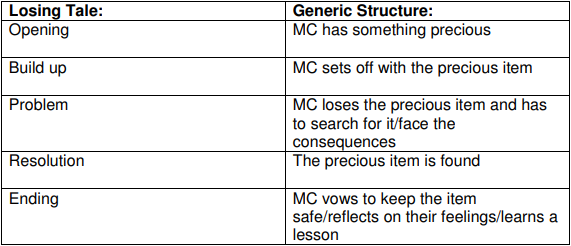 Losing Tale: Generic Structure:
Opening MC has something precious
Build up MC sets off with the precious item
Problem MC loses the precious item and has
to search for it/face the
consequences
Resolution The precious item is found
Ending MC vows to keep the item
safe/reflects on their feelings/learns a
lesson